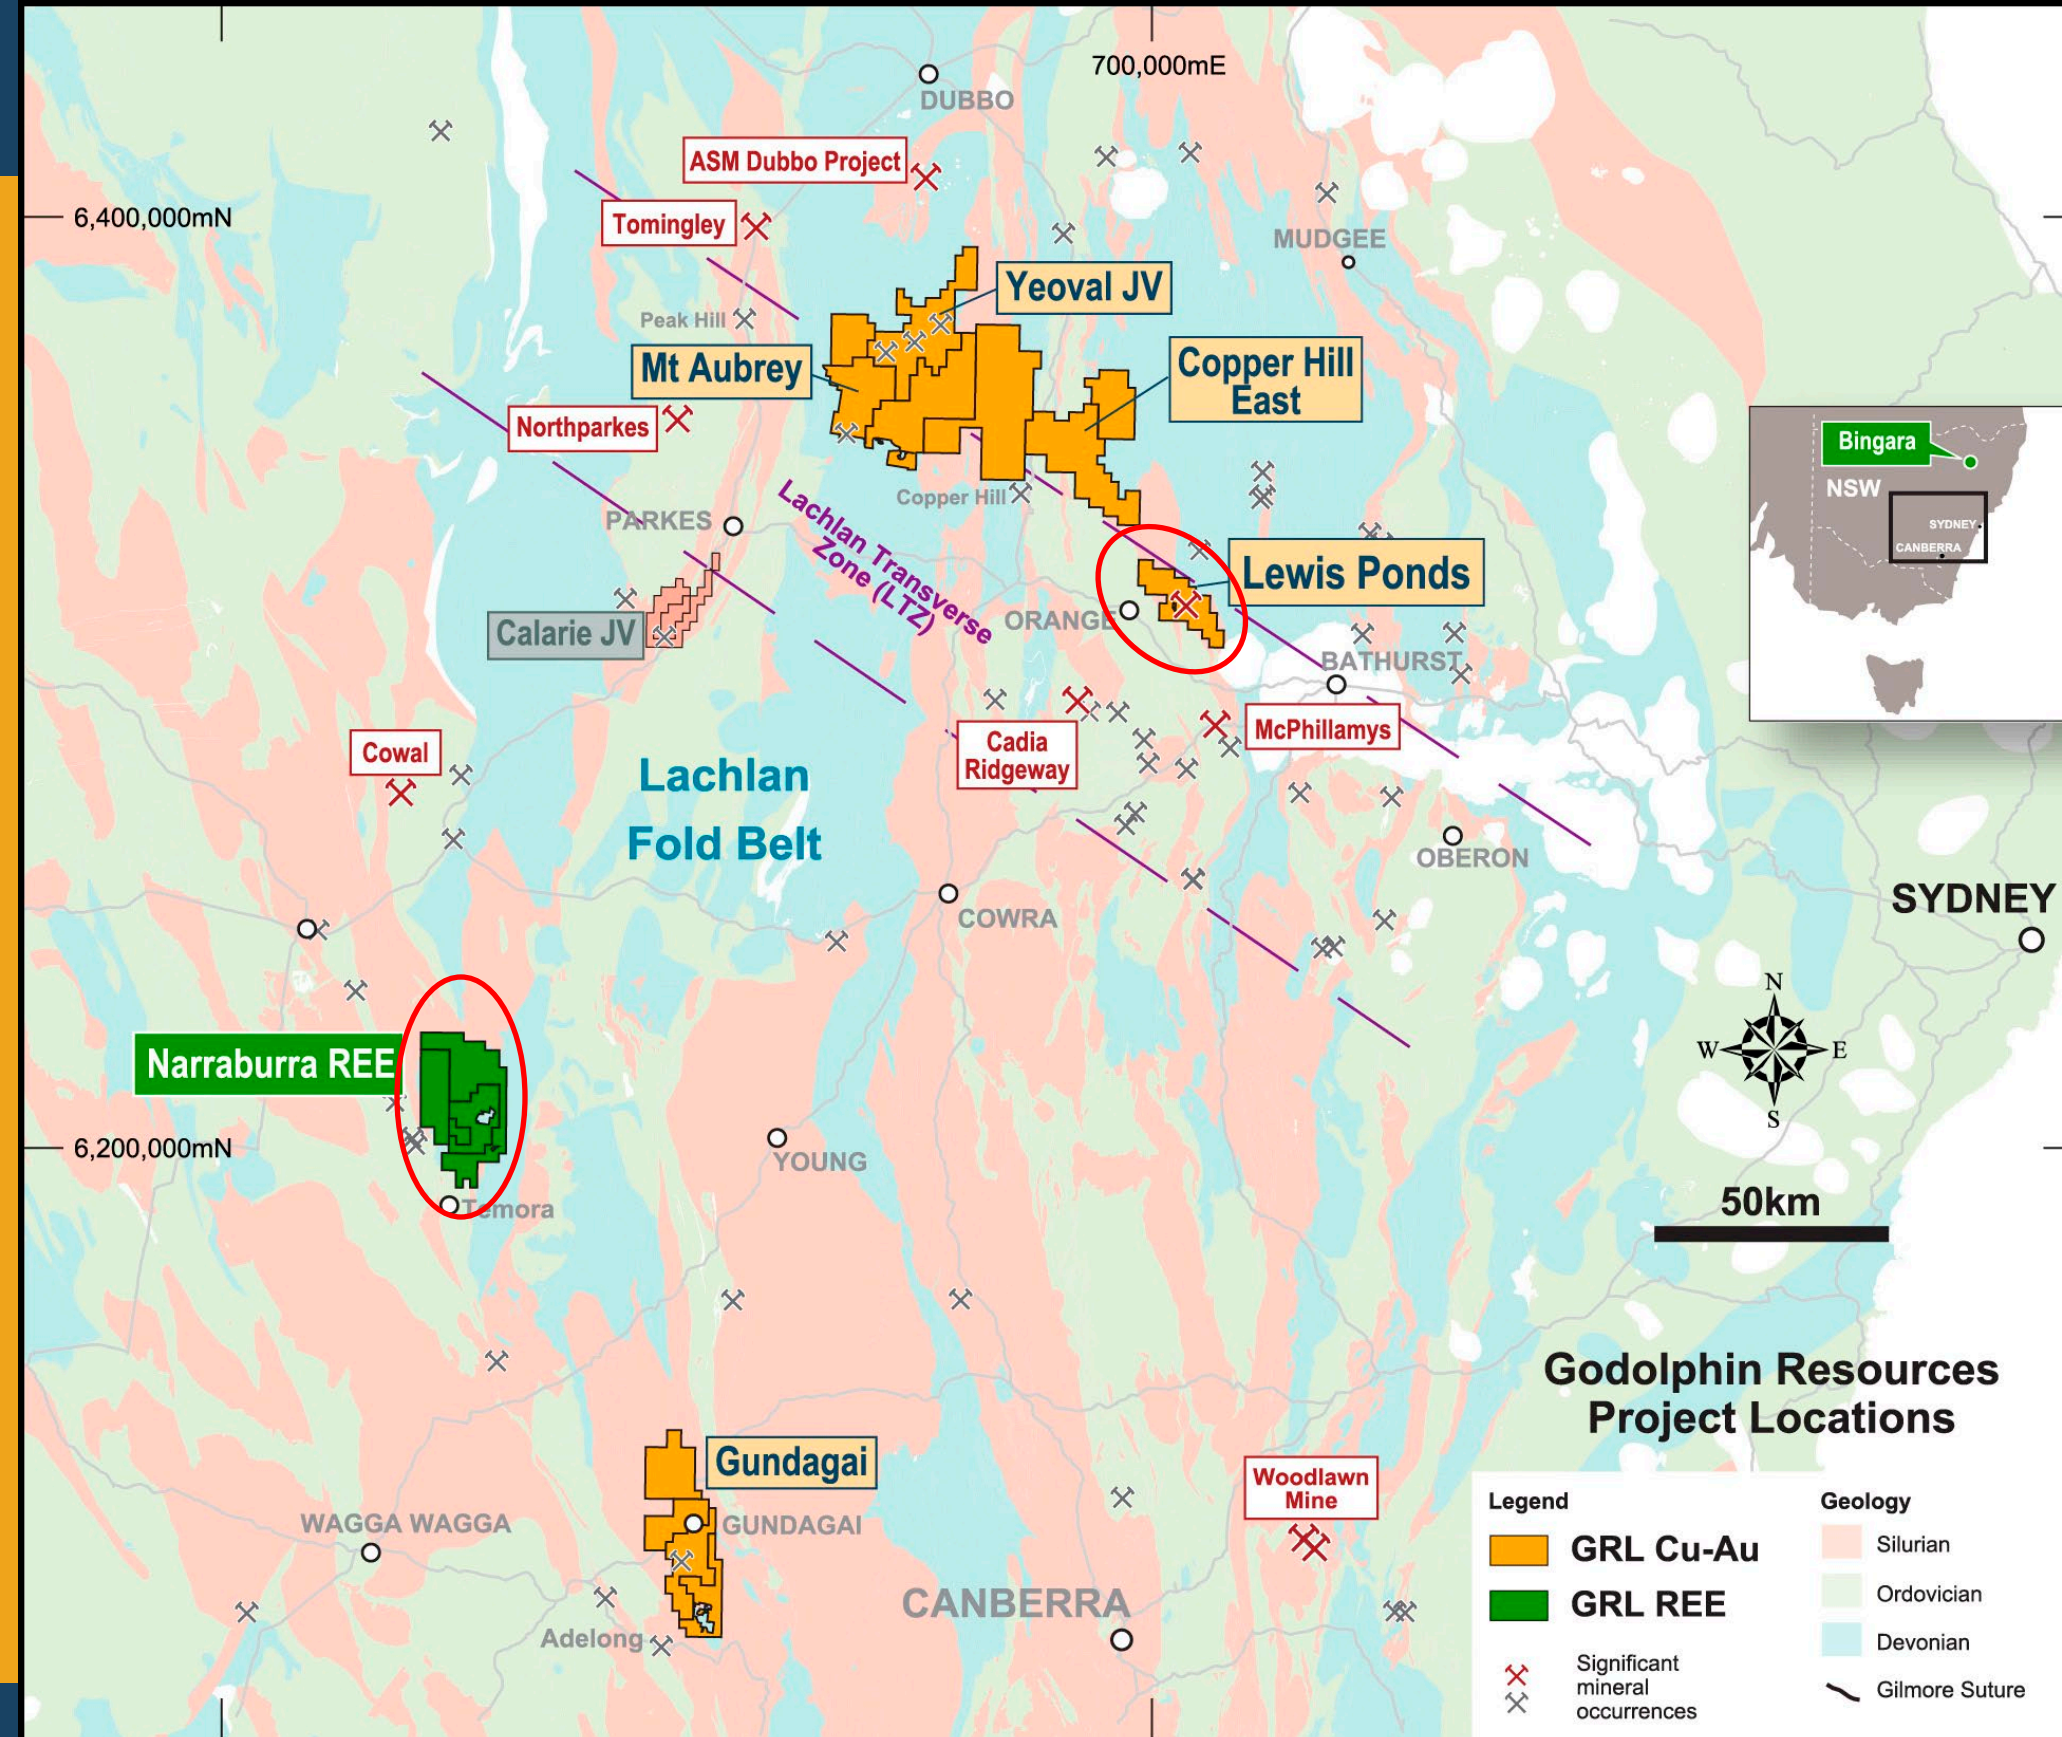 700,000mE
DUBBO
ASM Dubbo Project
6,400,000mN
Tomingley
MUDGEE
Yeoval JV
Peak Hill
Mt Aubrey
Copper Hill
East
Northparkes
Bingara
NSW
SYDNEY
CANBERRA
Copper Hill
PARKES
Lachlan Transverse
Zone (LTZ)
Lewis Ponds
ORANGE
Calarie JV
BATHURST
Cadia
Ridgeway
McPhillamys
Cowal
Lachlan
Fold Belt
OBERON
SYDNEY
COWRA
N
W
E
S
Narraburra REE
6,200,000mN
YOUNG
Temora
50km
Godolphin Resources
Project Locations
Gundagai
Woodlawn
Mine
WAGGA WAGGA
GUNDAGAI
CANBERRA
Adelong
Legend
GRL Cu-Au
GRL REE
Significant
mineral
occurrences
Geology
Silurian
Ordovician
Devonian
Gilmore Suture